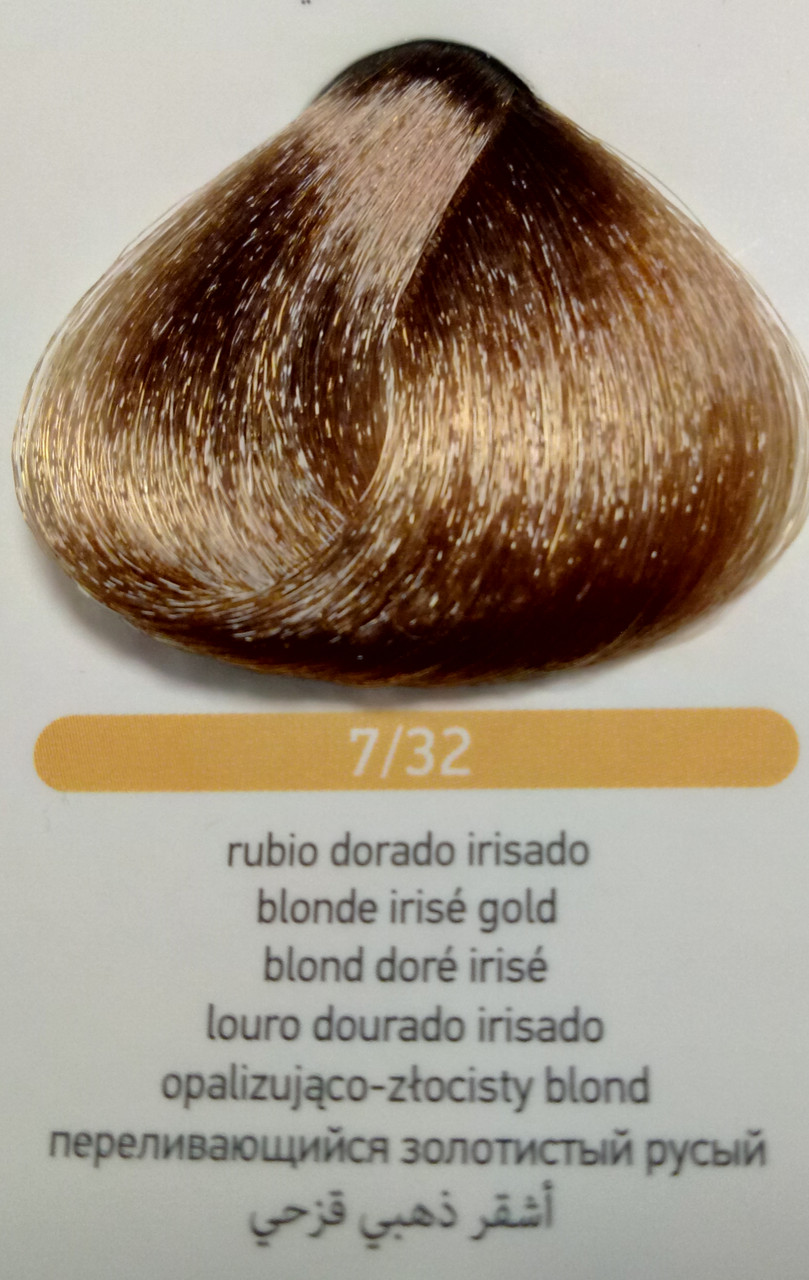 7/32
rubio dorado irisado
blonde irisé gold
blond doré irisé
louro dourado irisado
opalizująco-złocisty blond
переливающийся золотистый русый
أشقر ذهبي قزحي